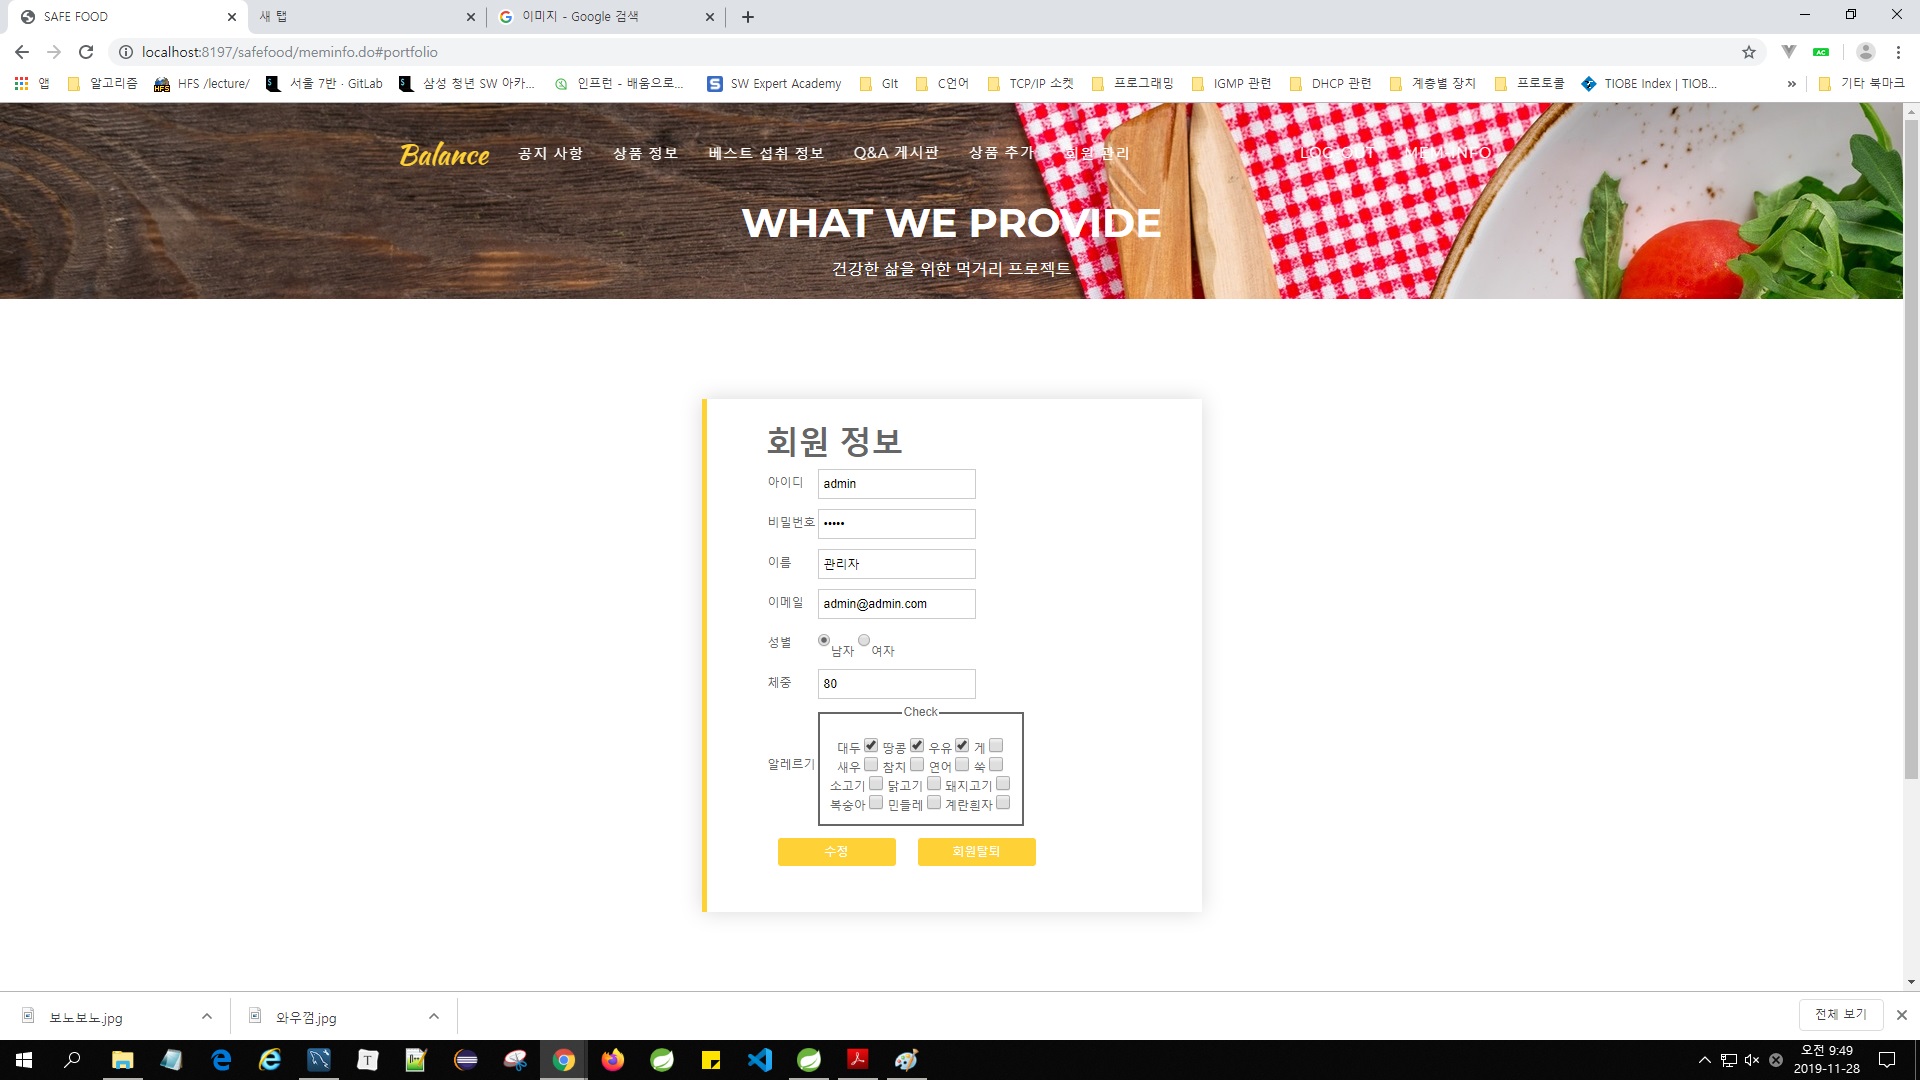 SAFE FOOD
새 탭
이미지 - Google 검색
localhost:8197/safefood/meminfo.do#portfolio
앱 알고리즘 HFS /lecture/ 서울 7반 · GitLab 삼성 청년 SW 아카... 인프런 - 배움으로... SW Expert Academy Git C언어 TCP/IP 소켓 프로그래밍 IGMP 관련 DHCP 관련 계층별 장치 프로토콜 TIOBE Index | TIOB... » 기타 북마크
Balance 공지 사항 상품 정보 베스트 섭취 정보 Q&A 게시판 상품 추가 회원 관리 LOG OUT MEM INFO
WHAT WE PROVIDE
건강한 삶을 위한 먹거리 프로젝트
회원 정보
아이디 admin
비밀번호 •••••
이름 관리자
이메일 admin@admin.com
성별 남자 여자
체중 80
Check
알레르기
대두 땅콩 우유 게
새우 참치 연어 쑥
소고기 닭고기 돼지고기
복숭아 민들레 계란흰자
수정 회원탈퇴
보노보노.jpg 와우껌.jpg 전체 보기
오전 9:49
2019-11-28